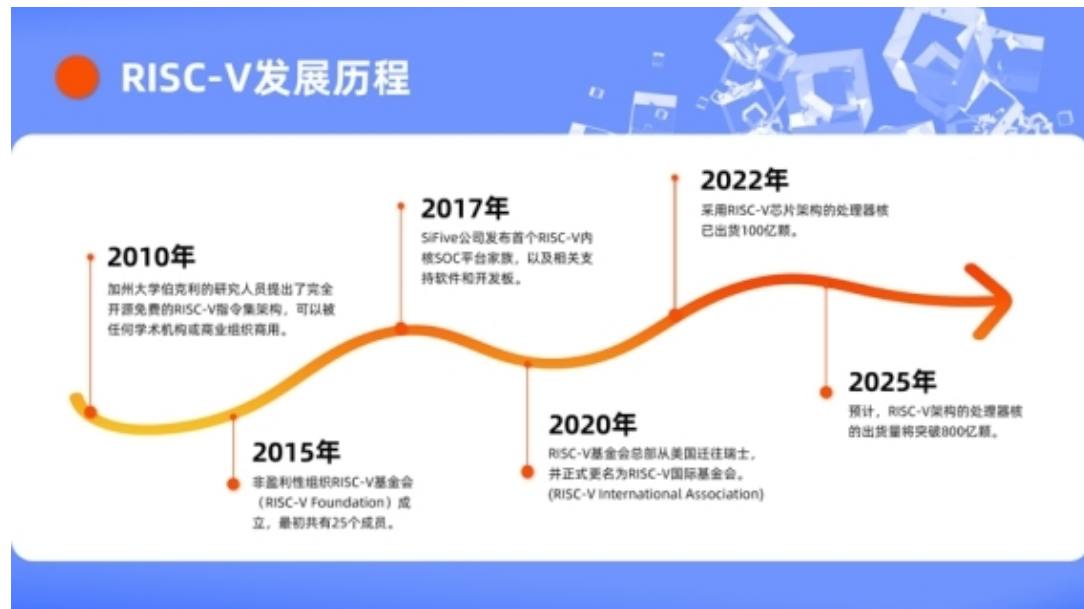 RISC-V发展历程
2010年
加州大学伯克利的研究人员提出了完全
开源免费的RISC-V指令集架构，可以被
任何学术机构或商业组织商用。
2015年
非盈利性组织RISC-V基金会
（RISC-V Foundation）成
立，最初共有25个成员。
2017年
SiFive公司发布首个RISC-V内
核SOC平台家族，以及相关支
持软件和开发板。
2020年
RISC-V基金会总部从美国迁往瑞士，
并正式更名为RISC-V国际基金会。
(RISC-V International Association)
2022年
采用RISC-V芯片架构的处理器核
已出货100亿颗。
2025年
预计，RISC-V架构的处理器核
的出货量将突破800亿颗。